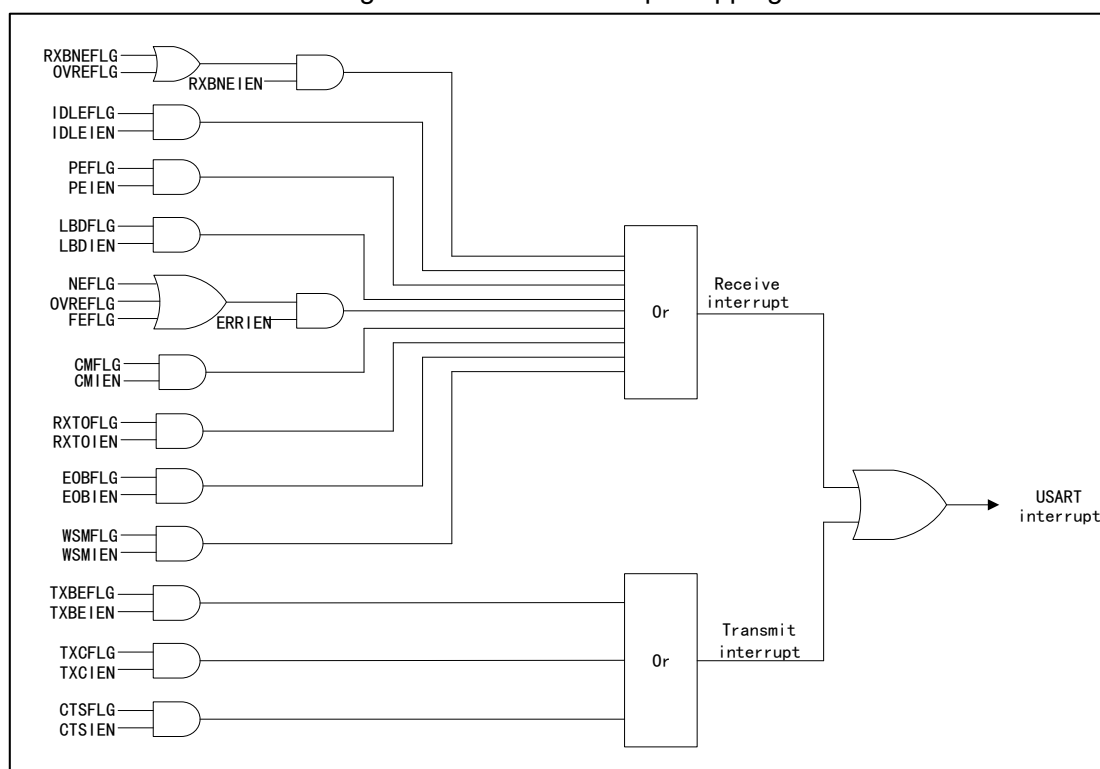 RXBNEFLG
OVREFLG
RXBNEIEN
IDLEFLG
IDLEIEN
PEFLG
PEIEN
LBDFLG
LBDIEN
NEFLG
OVREFLG
FEFLG
ERRIEN
CMFLG
CMIEN
RXTOFLG
RXTOIEN
EOBFLG
EOBIEN
WSMFLG
WSMIEN
Or
Receive
interrupt
TXBEFLG
TXBEIEN
TXCFLG
TXCIEN
CTSFLG
CTSIEN
Or
Transmit
interrupt
USART
interrupt